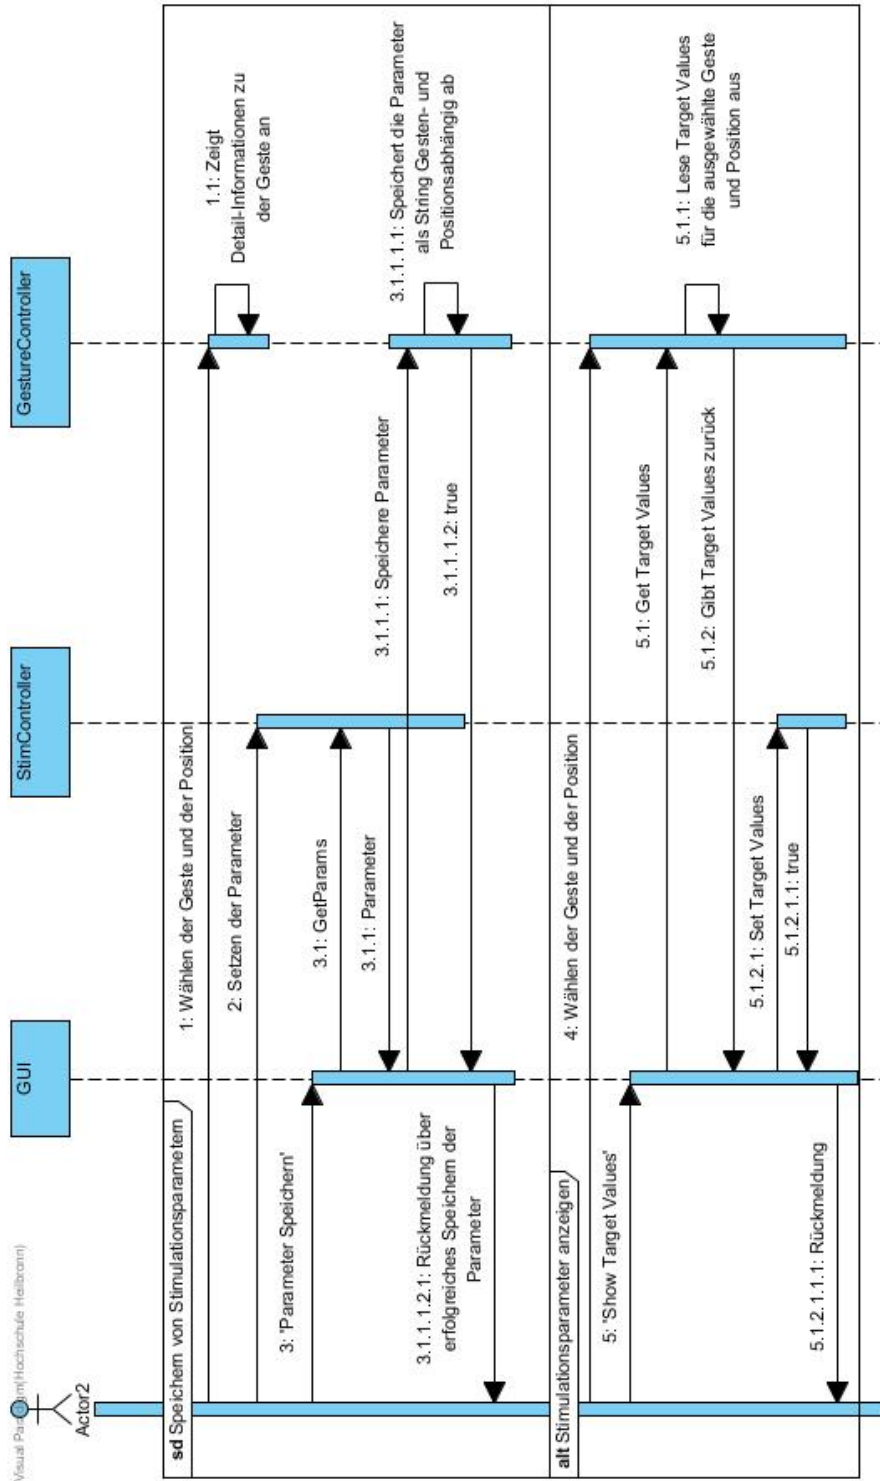 Visual Paradigm(Hochschule Heilbronn)
Actor2
GUI
StimController
GestureController
sd Speichern von Stimulationsparametern
1: Wählen der Geste und der Position
1.1: Zeigt
Detail-Informationen zu
der Geste an
2: Setzen der Parameter
3: "Parameter Speichern"
3.1: GetParams
3.1.1: Parameter
3.1.1.1: Speichere Parameter
3.1.1.1.1: Speichert die Parameter
als String Gesten- und
Positionsabhängig ab
3.1.1.1.2: true
3.1.1.1.2.1: Rückmeldung über
erfolgreiches Speichern der
Parameter
alt Stimulationsparameter anzeigen
4: Wählen der Geste und der Position
5: "Show Target Values"
5.1: Get Target Values
5.1.1: Lese Target Values
für die ausgewählte Geste
und Position aus
5.1.2: Gibt Target Values zurück
5.1.2.1: Set Target Values
5.1.2.1.1: true
5.1.2.1.1.1: Rückmeldung